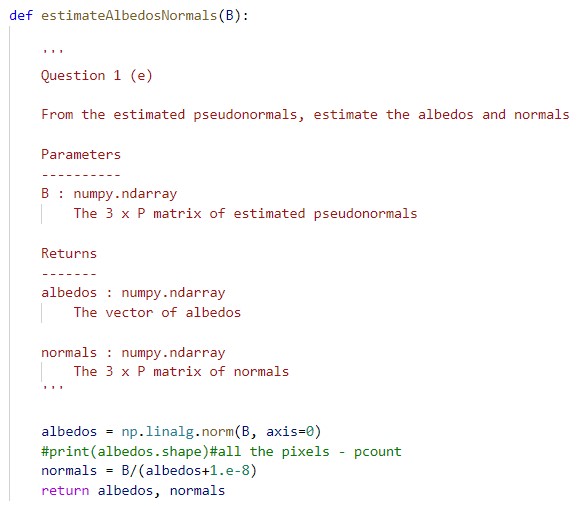 def estimateAlbedosNormals(B):
'''
Question 1 (e)
From the estimated pseudonormals, estimate the albedos and normals
Parameters
----------
B : numpy.ndarray
The 3 x P matrix of estimated pseudonormals
Returns
-------
albedos : numpy.ndarray
The vector of albedos
normals : numpy.ndarray
The 3 x P matrix of normals
'''
albedos = np.linalg.norm(B, axis=0)
#print(albedos.shape)#all the pixels - pcount
normals = B/(albedos+1.e-8)
return albedos, normals